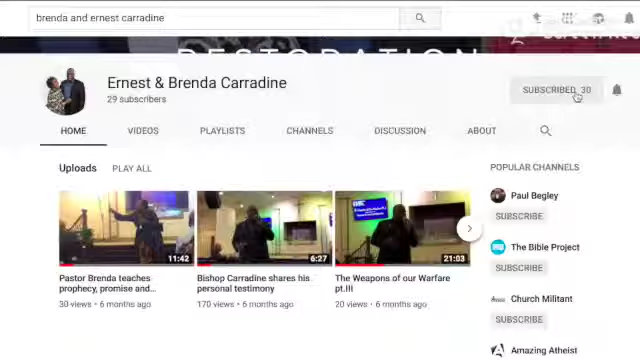 brenda and ernest carradine
RESTORATION
Ernest & Brenda Carradine
29 subscribers
SUBSCRIBED 30
HOME VIDEOS PLAYLISTS CHANNELS DISCUSSION ABOUT
Uploads PLAY ALL
11:42
6:27
21:03
Pastor Brenda teaches
prophecy, promise and...
30 views • 6 months ago
Bishop Carradine shares his
personal testimony
170 views • 6 months ago
The Weapons of our Warfare
pt.III
20 views • 6 months ago
POPULAR CHANNELS
Paul Begley
SUBSCRIBE
The Bible Project
SUBSCRIBE
Church Militant
SUBSCRIBE
Amazing Atheist